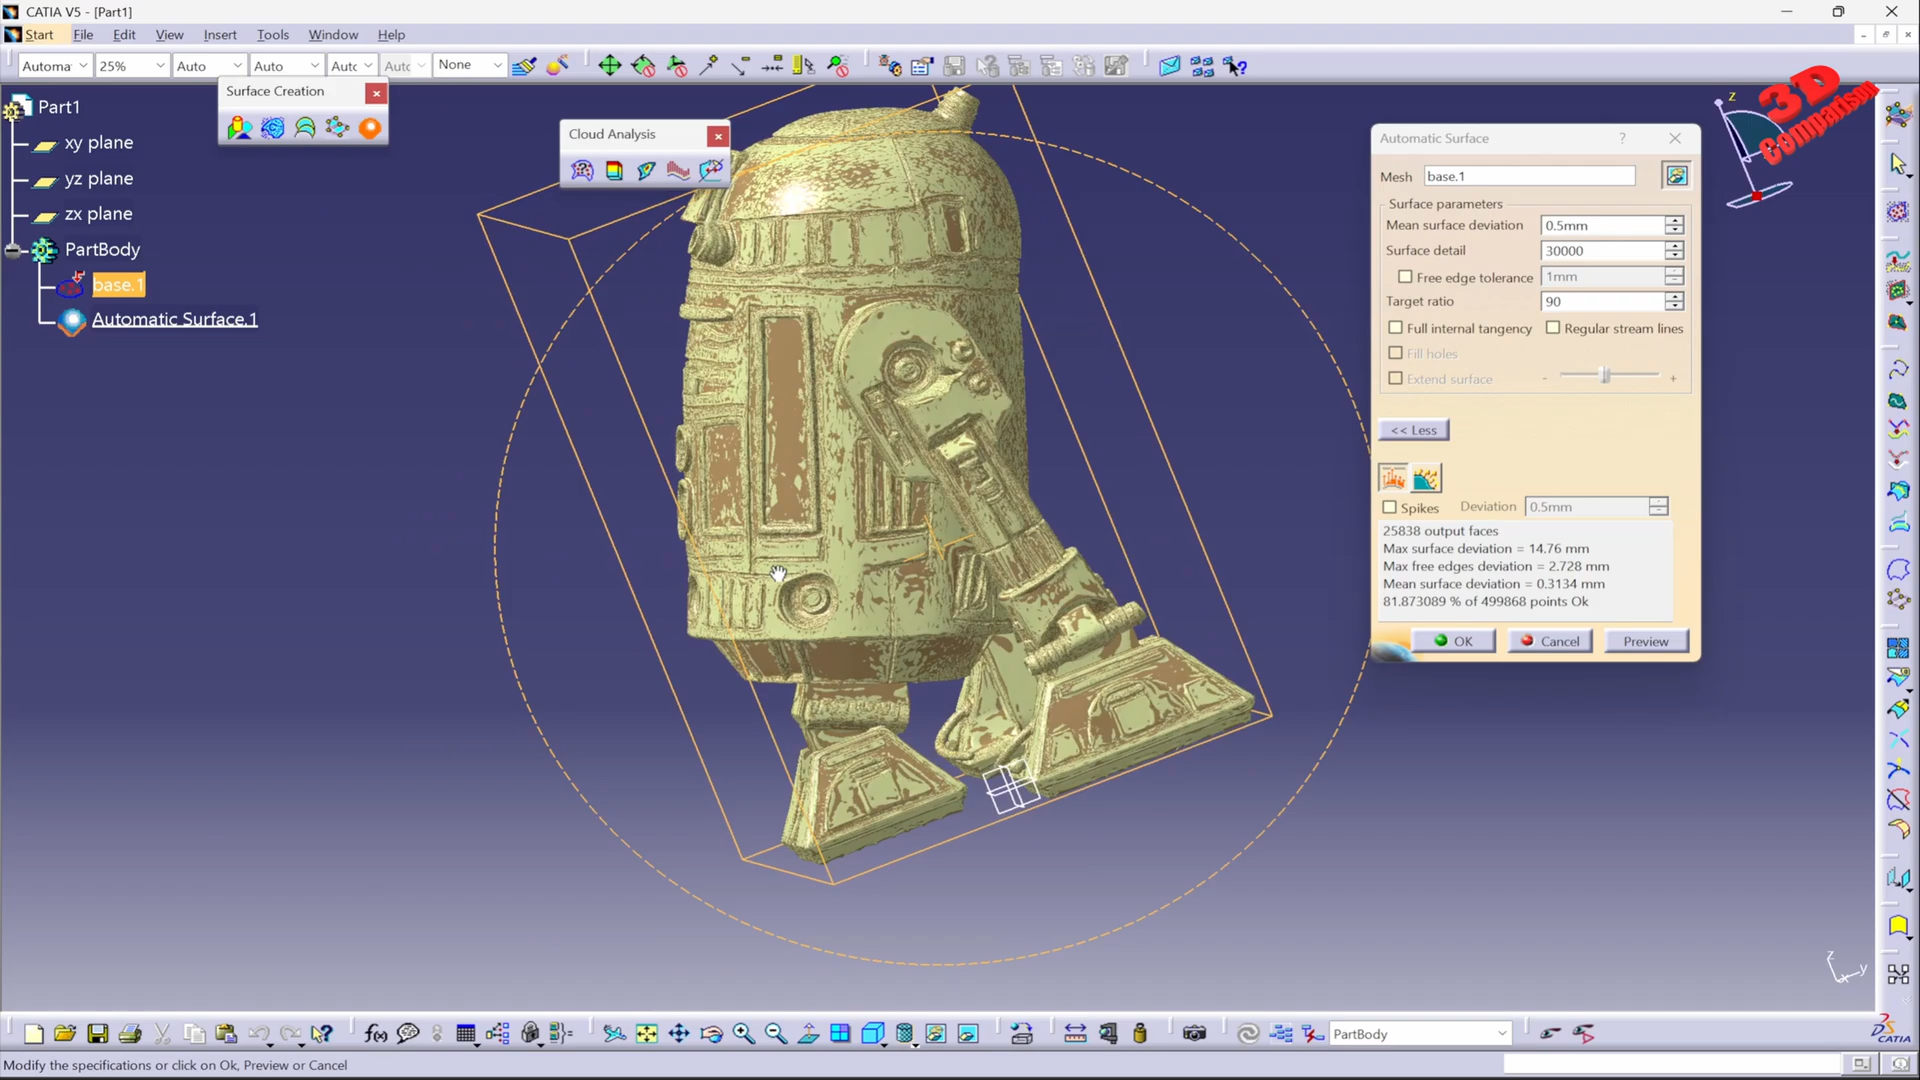 CATIA V5 - [Part1]
Start File Edit View Insert Tools Window Help
Automa 25% Auto Auto Autc Autc None
Surface Creation
Part1
xy plane
yz plane
zx plane
PartBody
base.1
Automatic Surface.1
Cloud Analysis
z
3D
Comparism
Automatic Surface ?
Mesh base.1
Surface parameters
Mean surface deviation 0.5mm
Surface detail 30000
Free edge tolerance 1mm
Target ratio 90
Full internal tangency Regular stream lines
Fill holes
Extend surface - +
<< Less
Spikes Deviation 0.5mm
25838 output faces
Max surface deviation = 14.76 mm
Max free edges deviation = 2.728 mm
Mean surface deviation = 0.3134 mm
81.873089 % of 499868 points Ok
OK Cancel Preview
z
x y
f(x) PartBody
CATIA
Modify the specifications or click on Ok, Preview or Cancel